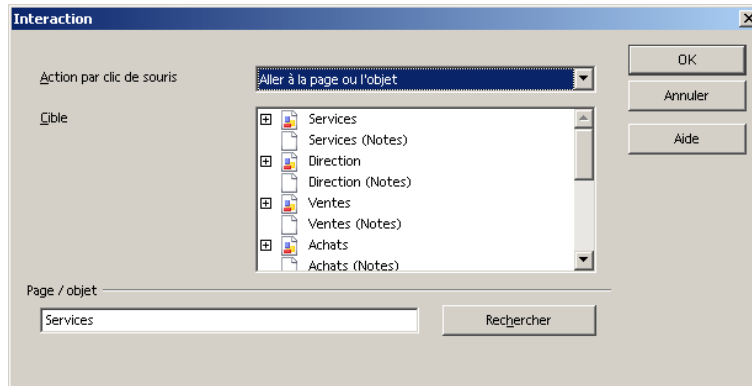 Interaction
Action par clic de souris
Aller à la page ou l'objet
OK
Annuler
Aide
Cible
Services
Services (Notes)
Direction
Direction (Notes)
Ventes
Ventes (Notes)
Achats
Achats (Notes)
Page / objet
Services
Rechercher